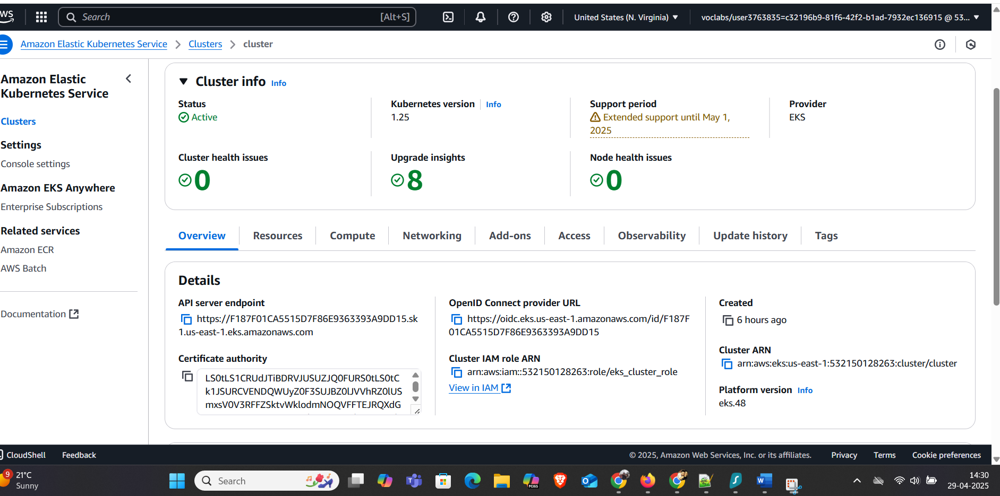 WS
Search
[Alt+S]
United States (N. Virginia)
voclabs/user3763835=c32196b9-81f6-42f2-b1ad-7932ec136915 @ 53...
Amazon Elastic Kubernetes Service
Clusters
cluster
Amazon Elastic
Kubernetes Service
Clusters
Settings
Console settings
Amazon EKS Anywhere
Enterprise Subscriptions
Related services
Amazon ECR
AWS Batch
Documentation
Cluster info Info
Status
Active
Kubernetes version Info
1.25
Support period
Extended support until May 1,
2025
Provider
EKS
Cluster health issues
0
Upgrade insights
8
Node health issues
0
Overview
Resources
Compute
Networking
Add-ons
Access
Observability
Update history
Tags
Details
API server endpoint
https://F187F01CA5515D7F86E9363393A9DD15.sk
1.us-east-1.eks.amazonaws.com
Certificate authority
LS0tLS1CRUdJTiBDRVJUSUZJQ0FURS0tLS0tC
k1JSURCVENDQWUyZ0F3SUJBZ0lJVVhRZ0lUS
mxsV0V3RFFZSktvWklodmNOQVFFTEJRQXdG
OpenID Connect provider URL
https://oidc.eks.us-east-1.amazonaws.com/id/F187F
01CA5515D7F86E9363393A9DD15
Cluster IAM role ARN
arn:aws:iam::532150128263:role/eks_cluster_role
View in IAM
Created
6 hours ago
Cluster ARN
arn:aws:eks:us-east-1:532150128263:cluster/cluster
Platform version Info
eks.48
CloudShell
Feedback
© 2025, Amazon Web Services, Inc. or its affiliates.
Privacy
Terms
Cookie preferences
9
21°C
Sunny
Search
M365
14:30
29-04-2025